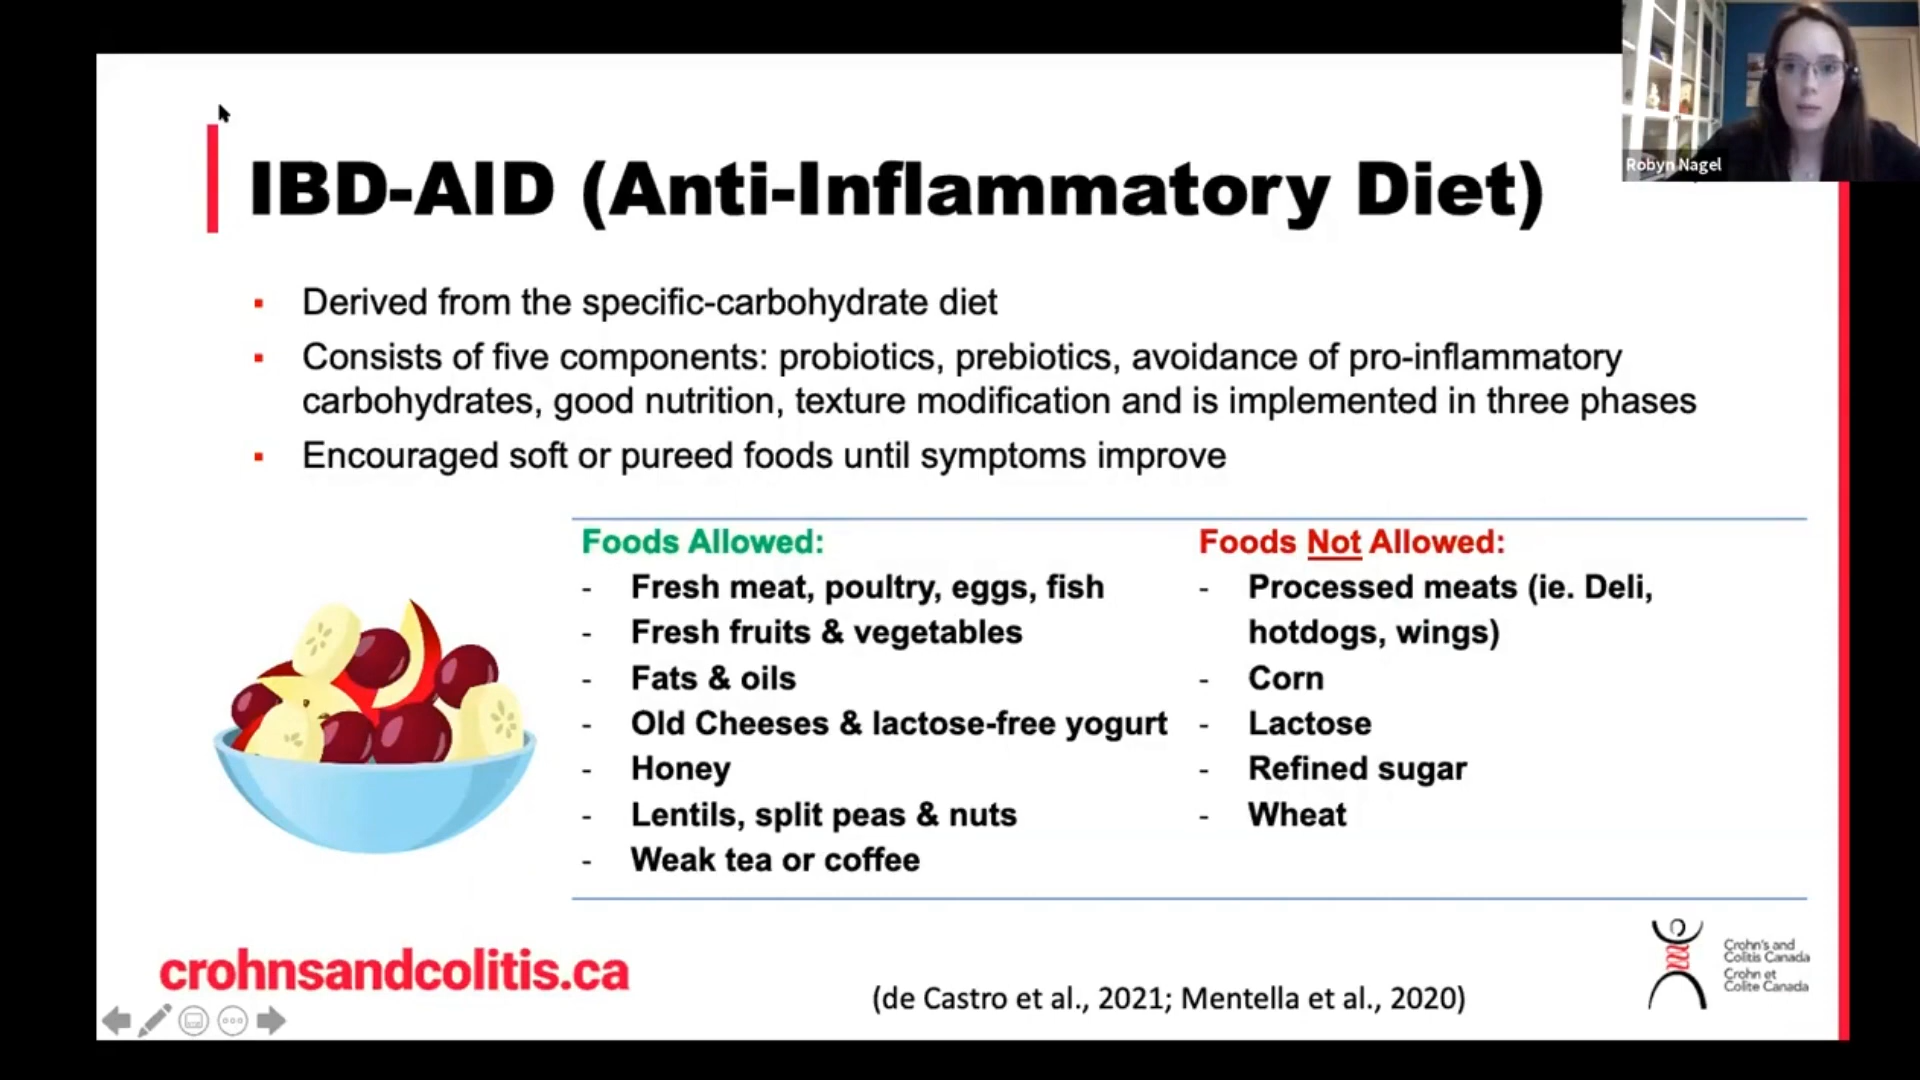 Robyn Nagel
IBD-AID (Anti-Inflammatory Diet)
▪ Derived from the specific-carbohydrate diet
▪ Consists of five components: probiotics, prebiotics, avoidance of pro-inflammatory
carbohydrates, good nutrition, texture modification and is implemented in three phases
▪ Encouraged soft or pureed foods until symptoms improve
Foods Allowed:
- Fresh meat, poultry, eggs, fish
- Fresh fruits & vegetables
- Fats & oils
- Old Cheeses & lactose-free yogurt
- Honey
- Lentils, split peas & nuts
- Weak tea or coffee
Foods Not Allowed:
- Processed meats (ie. Deli,
hotdogs, wings)
- Corn
- Lactose
- Refined sugar
- Wheat
crohnsandcolitis.ca
(de Castro et al., 2021; Mentella et al., 2020)
Crohn's and
Colitis Canada
Crohn et
Colite Canada